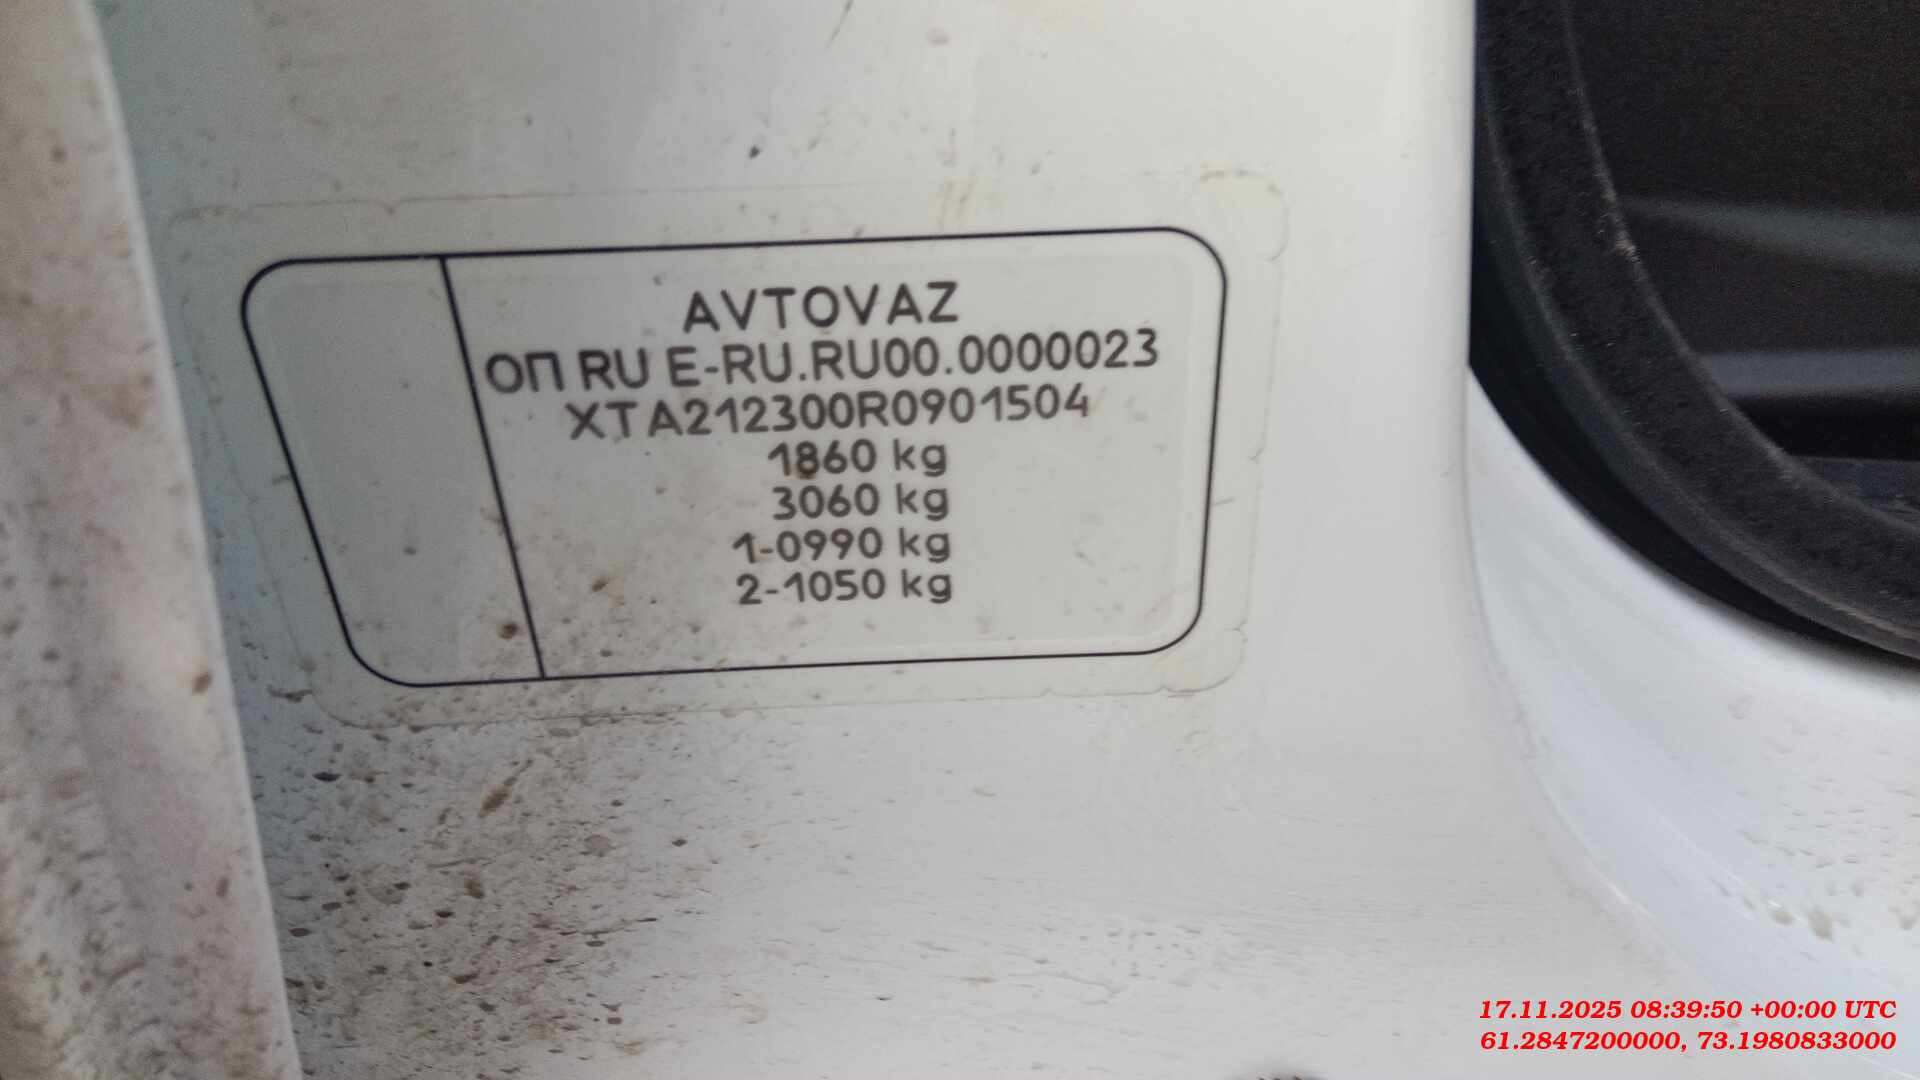 AVTOVAZ
ОП RU E-RU.RU00.0000023
XTA212300R0901504
1860 kg
3060 kg
1-0990 kg
2-1050 kg
17.11.2025 08:39:50 +00:00 UTC
61.2847200000, 73.1980833000